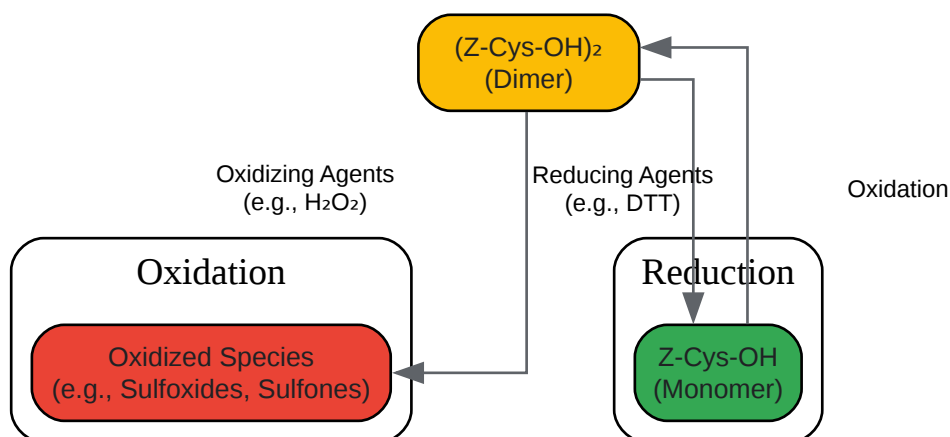 (Z-Cys-OH)₂
(Dimer)
Oxidizing Agents
(e.g., H₂O₂)
Reducing Agents
(e.g., DTT)
Oxidation
Oxidation
Reduction
Oxidized Species
(e.g., Sulfoxides, Sulfones)
Z-Cys-OH
(Monomer)